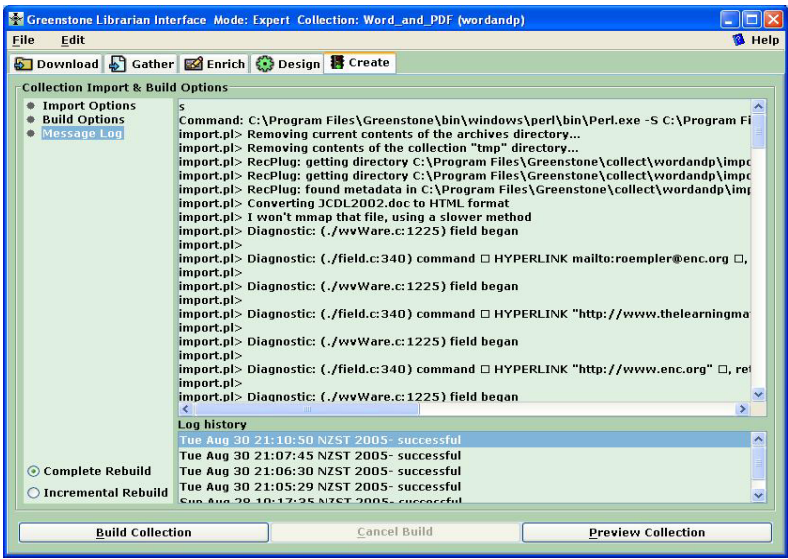 Greenstone Librarian Interface  Mode: Expert  Collection: Word_and_PDF (wordandp)
File Edit Help
Download Gather Enrich Design Create
Collection Import & Build Options
Import Options
Build Options
Message Log
s
Command: C:\Program Files\Greenstone\bin\windows\perl\bin\Perl.exe -S C:\Program Fi
import.pl> Removing current contents of the archives directory...
import.pl> Removing contents of the collection "tmp" directory...
import.pl> RecPlug: getting directory C:\Program Files\Greenstone\collect\wordandp\impo
import.pl> RecPlug: getting directory C:\Program Files\Greenstone\collect\wordandp\impo
import.pl> RecPlug: found metadata in C:\Program Files\Greenstone\collect\wordandp\imp
import.pl> Converting JCDL2002.doc to HTML format
import.pl> I won't mmap that file, using a slower method
import.pl> Diagnostic: (./wvWare.c:1225) field began
import.pl>
import.pl> Diagnostic: (./field.c:340) command □ HYPERLINK mailto:roempler@enc.org □,
import.pl>
import.pl> Diagnostic: (./wvWare.c:1225) field began
import.pl>
import.pl> Diagnostic: (./field.c:340) command □ HYPERLINK "http://www.thelearningma
import.pl>
import.pl> Diagnostic: (./wvWare.c:1225) field began
import.pl>
import.pl> Diagnostic: (./field.c:340) command □ HYPERLINK "http://www.enc.org" □, ret
import.pl>
import.pl> Diagnostic: (./wvWare.c:1225) field began
Log history
Tue Aug 30 21:10:50 NZST 2005- successful
Tue Aug 30 21:07:45 NZST 2005- successful
Tue Aug 30 21:06:30 NZST 2005- successful
Tue Aug 30 21:05:29 NZST 2005- successful
Sun Aug 28 10:17:35 NZST 2005- successful
Complete Rebuild
Incremental Rebuild
Build Collection Cancel Build Preview Collection